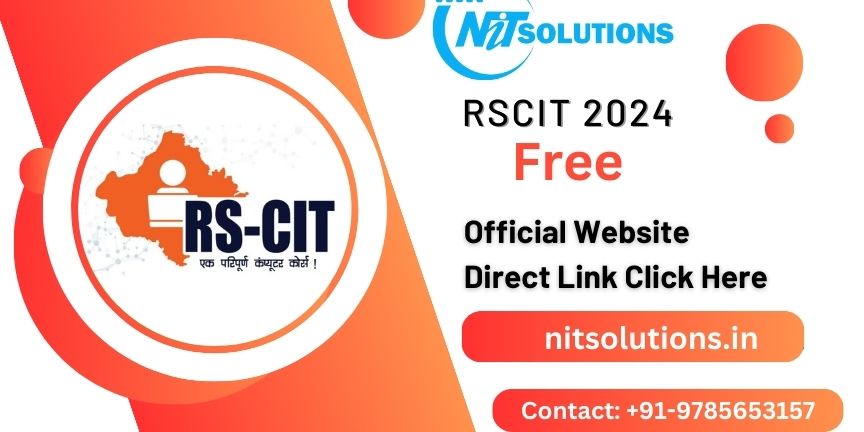 NiTSOLUTIONS
RSCIT 2024
Free
RS-CIT
एक परिपूर्ण कंप्यूटर कोर्स !
Official Website
Direct Link Click Here
nitsolutions.in
Contact: +91-9785653157